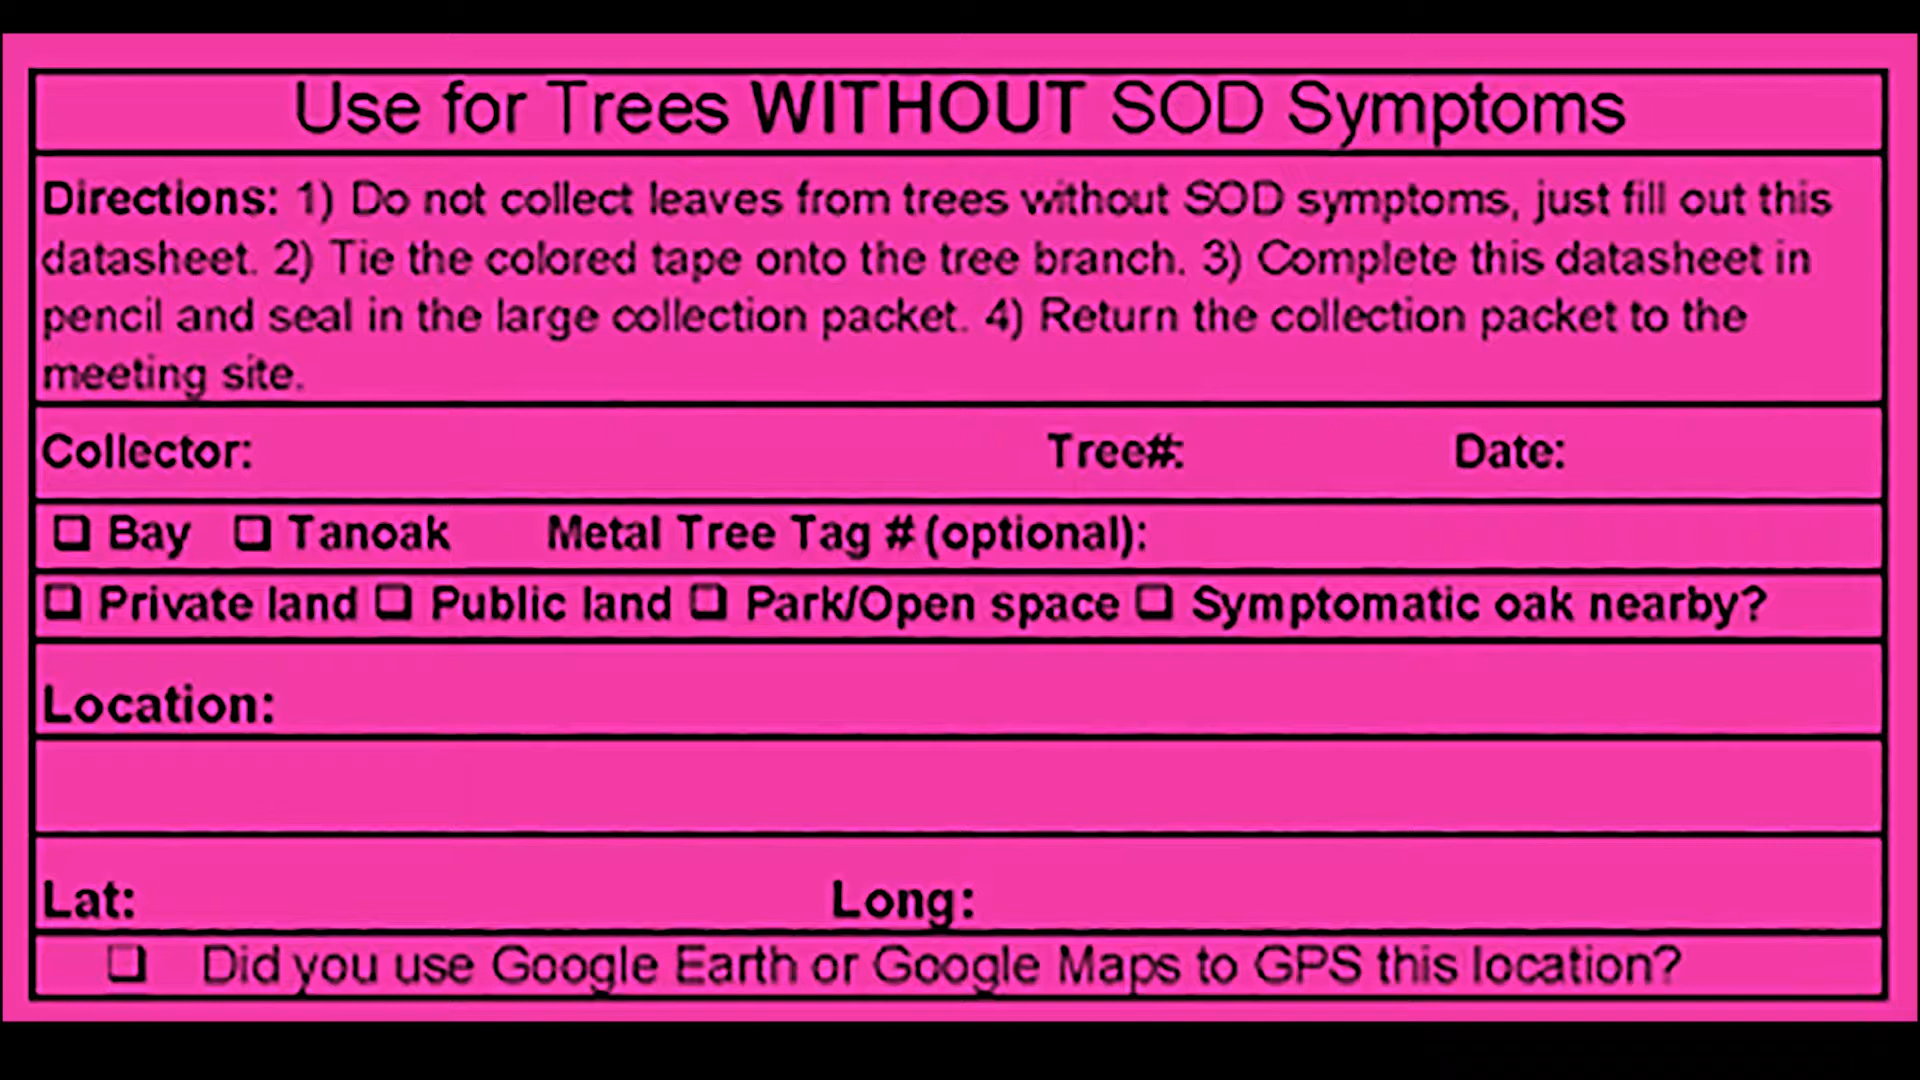 Use for Trees WITHOUT SOD Symptoms
Directions: 1) Do not collect leaves from trees without SOD symptoms, just fill out this
datasheet. 2) Tie the colored tape onto the tree branch. 3) Complete this datasheet in
pencil and seal in the large collection packet. 4) Return the collection packet to the
meeting site.
Collector: Tree#: Date:
❏ Bay ❏ Tanoak Metal Tree Tag # (optional):
❏ Private land ❏ Public land ❏ Park/Open space ❏ Symptomatic oak nearby?
Location:
Lat: Long:
❏ Did you use Google Earth or Google Maps to GPS this location?